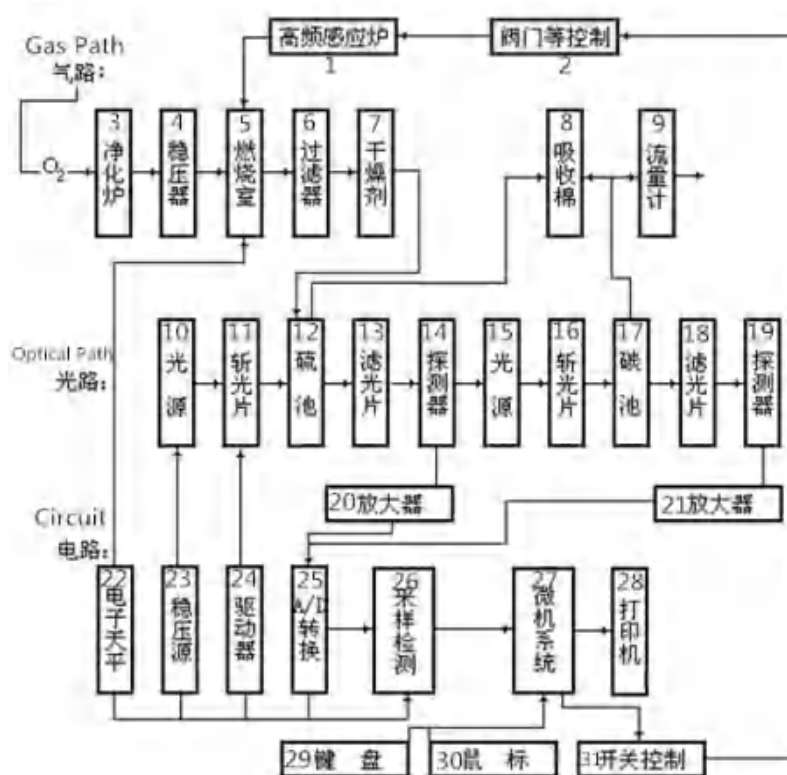 高频感应炉
1
阀门等控制
2
Gas Path
气路：
O₂
3
净化炉
4
稳压器
5
燃烧室
6
过滤器
7
干燥剂
8
吸收棉
9
流量计
Optical Path
光路：
10
光源
11
斩光片
12
硫池
13
滤光片
14
探测器
15
光源
16
斩光片
17
碳池
18
滤光片
19
探测器
20放大器
21放大器
Circuit
电路：
22
电子天平
23
稳压源
24
驱动器
25
A/D
转换
26
采样检测
27
微机系统
28
打印机
29键 盘
30鼠 标
31开关控制